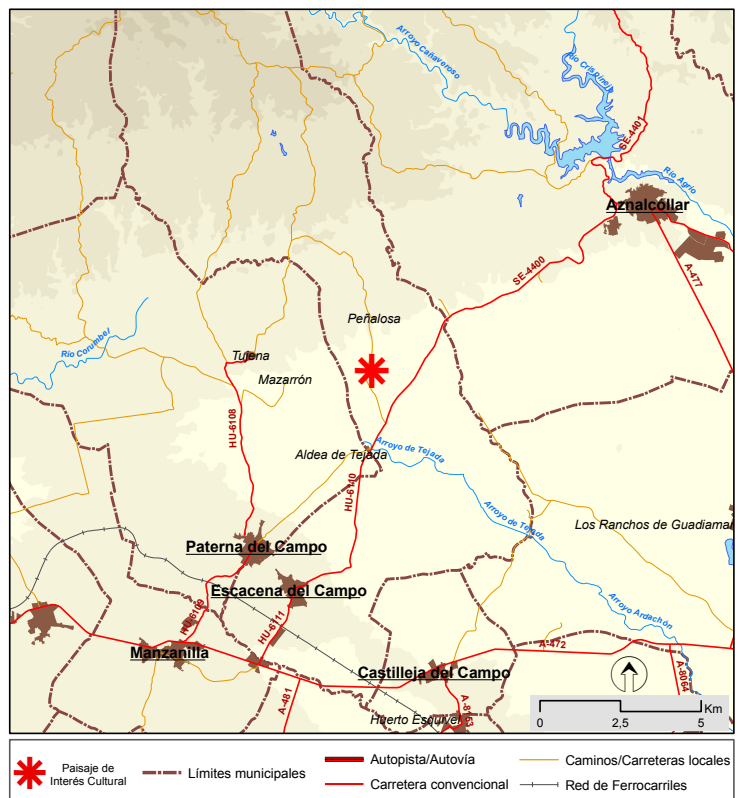 Arroyo Cañaveroso
Río Crispinejo
SE-4401
Río Agrio
Aznalcóllar
A-477
SE-4400
Peñalosa
Río Corumbel
Tujena
Mazarrón
HU-6108
Arroyo de Tejada
Aldea de Tejada
HU-6110
Arroyo de Tejada
Los Ranchos de Guadiamar
Paterna del Campo
Escacena del Campo
Arroyo Ardachón
HU-6109
HU-6111
Manzanilla
A-472
Castilleja del Campo
A-8064
A-481
A-8153
Huerto Esquivel
Km
0 2,5 5
Paisaje de
Interés Cultural
Límites municipales
Autopista/Autovía
Carretera convencional
Caminos/Carreteras locales
Red de Ferrocarriles